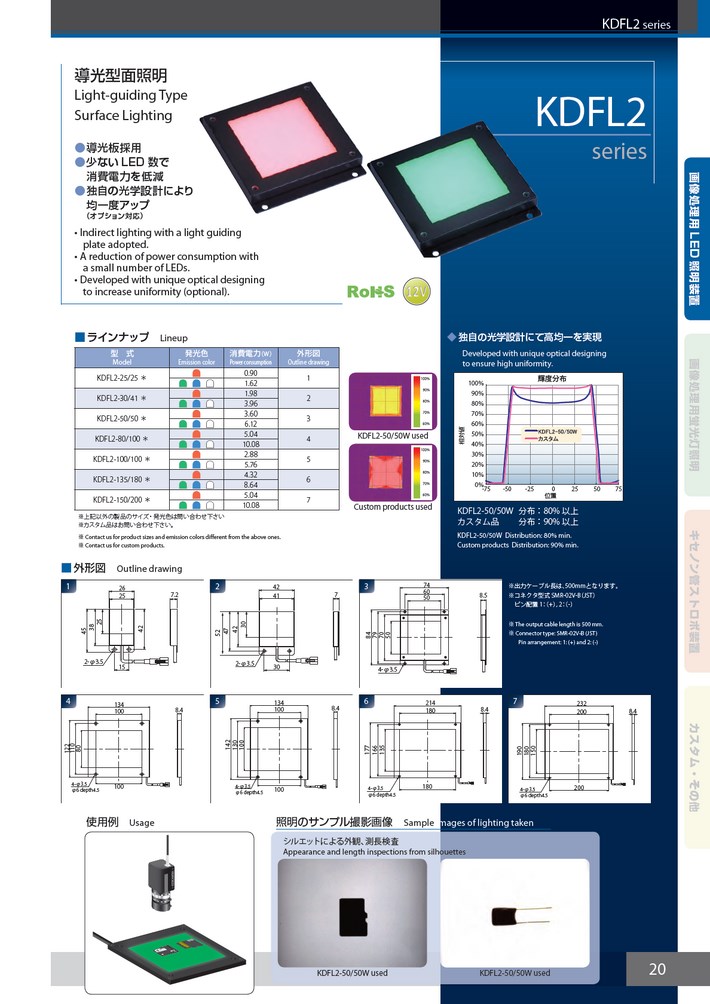 KDFL2 series
導光型面照明
Light-guiding Type
Surface Lighting
●導光板採用
●少ない LED 数で
消費電力を低減
●独自の光学設計により
均一度アップ
(オプション対応)
• Indirect lighting with a light guiding
plate adopted.
• A reduction of power consumption with
a small number of LEDs.
• Developed with unique optical designing
to increase uniformity (optional).
RoHS
12V
KDFL2
series
画像処理用LED照明装置
画像処理用蛍光灯照明
キセノン管ストロボ装置
カスタム・その他
■ラインナップ Lineup
型 式 発光色 消費電力(W) 外形図
Model Emission color Power consumption Outline drawing
KDFL2-25/25 ＊ 0.90 1.62 1
KDFL2-30/41 ＊ 1.98 3.96 2
KDFL2-50/50 ＊ 3.60 6.12 3
KDFL2-80/100 ＊ 5.04 10.08 4
KDFL2-100/100 ＊ 2.88 5.76 5
KDFL2-135/180 ＊ 4.32 8.64 6
KDFL2-150/200 ＊ 5.04 10.08 7
※上記以外の製品のサイズ・発光色は問い合わせ下さい
※カスタム品はお問い合わせ下さい。
※ Contact us for product sizes and emission colors different from the above ones.
※ Contact us for custom products.
100%
90%
80%
70%
60%
KDFL2-50/50W used
100%
90%
80%
70%
60%
Custom products used
◆ 独自の光学設計にて高均一を実現
Developed with unique optical designing
to ensure high uniformity.
輝度分布
100%
90%
80%
70%
60%
50%
40%
30%
20%
10%
0%
相対値
KDFL2-50/50W
カスタム
-75 -50 -25 0 25 50 75
位置
KDFL2-50/50W 分布：80% 以上
カスタム品 分布：90% 以上
KDFL2-50/50W Distribution: 80% min.
Custom products Distribution: 90% min.
■外形図 Outline drawing
1
26
25
7.2
45
38
25
42
2-φ3.5
15
2
42
41
7
52
47
42
30
2-φ3.5
30
3
74
60
50
8.5
84
79
70
50
4-φ3.5
※出力ケーブル長は、500mmとなります。
※コネクタ型式 SMR-02V-B (JST)
ピン配置 1：(+) , 2：(-)
※ The output cable length is 500 mm.
※ Connector type: SMR-02V-B (JST)
Pin arrangement: 1: (+) and 2: (-)
4
134
100
8.4
122
110
80
4-φ3.5
φ6 depth4.5
100
5
134
100
8.4
142
130
100
4-φ3.5
φ6 depth4.5
100
6
214
180
8.4
177
166
135
4-φ3.5
φ6 depth4.5
180
7
232
200
8.4
190
180
150
4-φ3.5
φ6 depth4.5
200
使用例 Usage
照明のサンプル撮影画像 Sample images of lighting taken
シルエットによる外観、測長検査
Appearance and length inspections from silhouettes
KDFL2-50/50W used
KDFL2-50/50W used
20